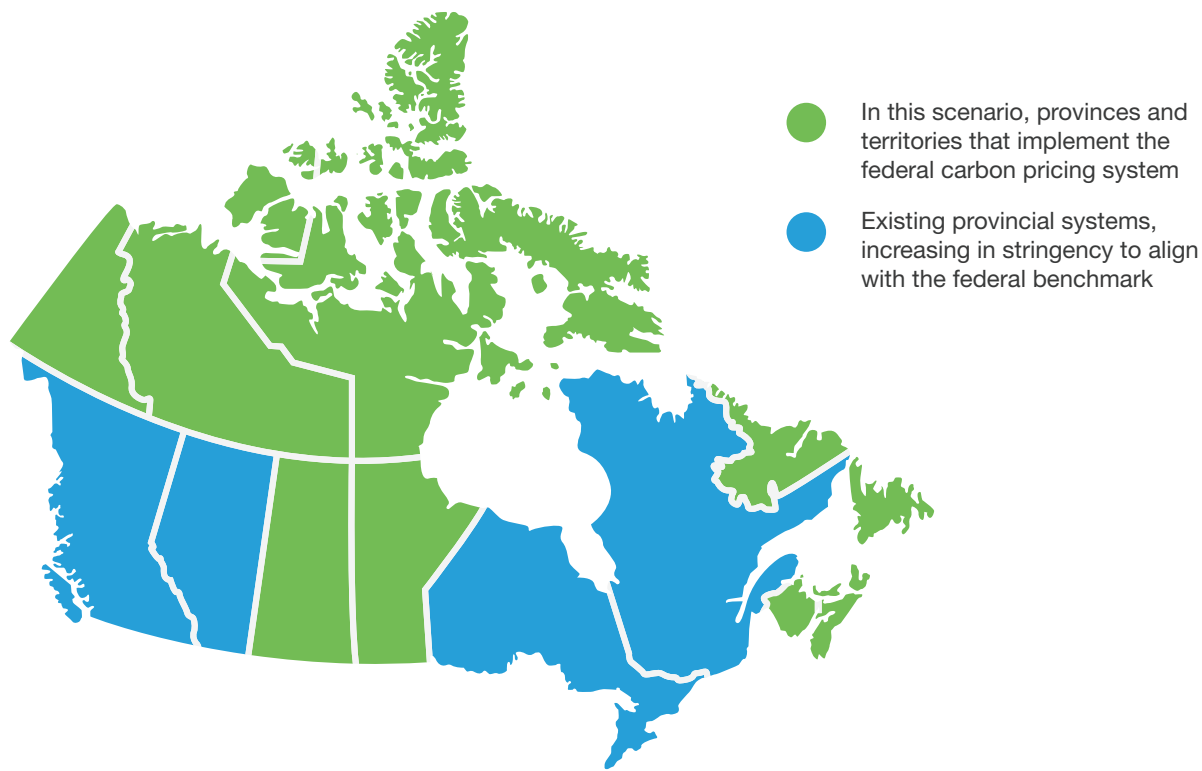 In this scenario, provinces and
territories that implement the
federal carbon pricing system
Existing provincial systems,
increasing in stringency to align
with the federal benchmark